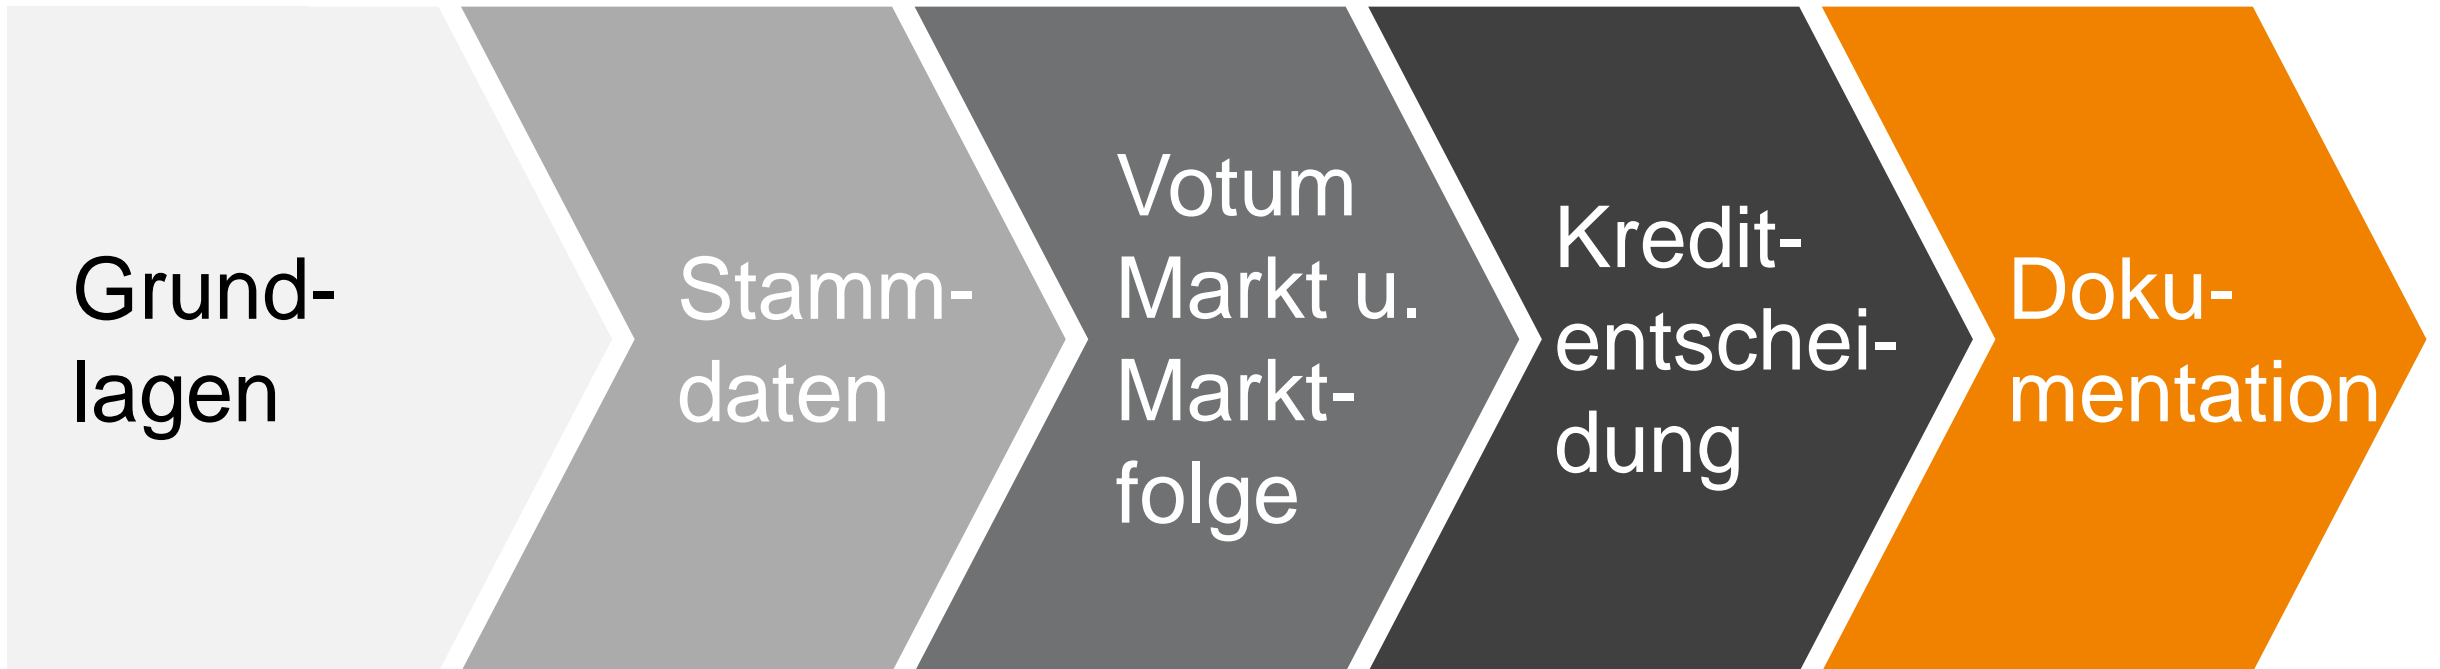 Grund-
lagen
Stamm-
daten
Votum
Markt u.
Markt-
folge
Kredit-
entschei-
dung
Doku-
mentation